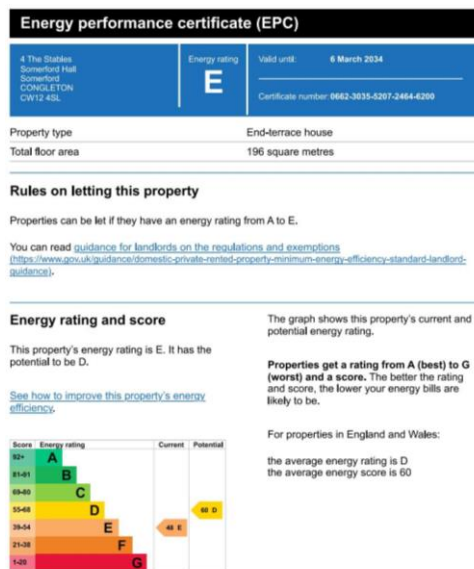 Energy performance certificate (EPC)
4 The Stables
Somerford Hall
Somerford
CONGLETON
CW12 4SL
Energy rating
E
Valid until: 6 March 2034
Certificate number: 0662-3035-5207-2464-6200
Property type End-terrace house
Total floor area 196 square metres
Rules on letting this property
Properties can be let if they have an energy rating from A to E.
You can read guidance for landlords on the regulations and exemptions
(https://www.gov.uk/guidance/domestic-private-rented-property-minimum-energy-efficiency-standard-landlord-
guidance).
Energy rating and score
This property's energy rating is E. It has the
potential to be D.
See how to improve this property's energy
efficiency.
Score Energy rating Current Potential
92+ A
81-91 B
69-80 C
55-68 D 60 D
39-54 E 48 E
21-38 F
1-20 G
The graph shows this property's current and
potential energy rating.
Properties get a rating from A (best) to G
(worst) and a score. The better the rating
and score, the lower your energy bills are
likely to be.
For properties in England and Wales:
the average energy rating is D
the average energy score is 60